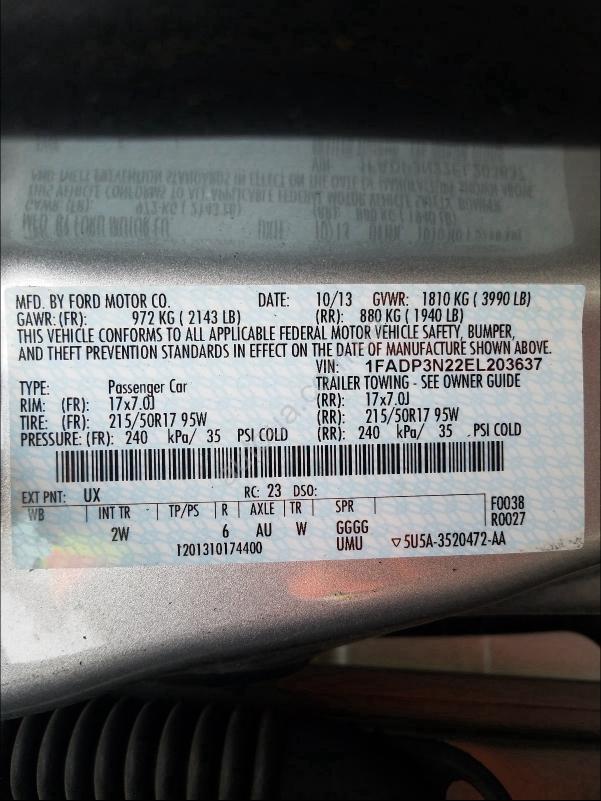 MFD. BY FORD MOTOR CO. DATE: 10/13 GVWR: 1810 KG ( 3990 LB)
GAWR: (FR): 972 KG ( 2143 LB) (RR): 880 KG ( 1940 LB)
THIS VEHICLE CONFORMS TO ALL APPLICABLE FEDERAL MOTOR VEHICLE SAFETY, BUMPER,
AND THEFT PREVENTION STANDARDS IN EFFECT ON THE DATE OF MANUFACTURE SHOWN ABOVE.
VIN: 1FADP3N22EL203637
TYPE: Passenger Car TRAILER TOWING - SEE OWNER GUIDE
RIM: (FR): 17x7.0J (RR): 17x7.0J
TIRE: (FR): 215/50R17 95W (RR): 215/50R17 95W
PRESSURE: (FR): 240 kPa/ 35 PSI COLD (RR): 240 kPa/ 35 .PSI COLD
EXT PNT: UX RC: 23 DSO:
WB INT TR TP/PS R AXLE TR SPR F0038
R0027
2W 6 AU W GGGG
1201310174400 UMU ▽5U5A-3520472-AA